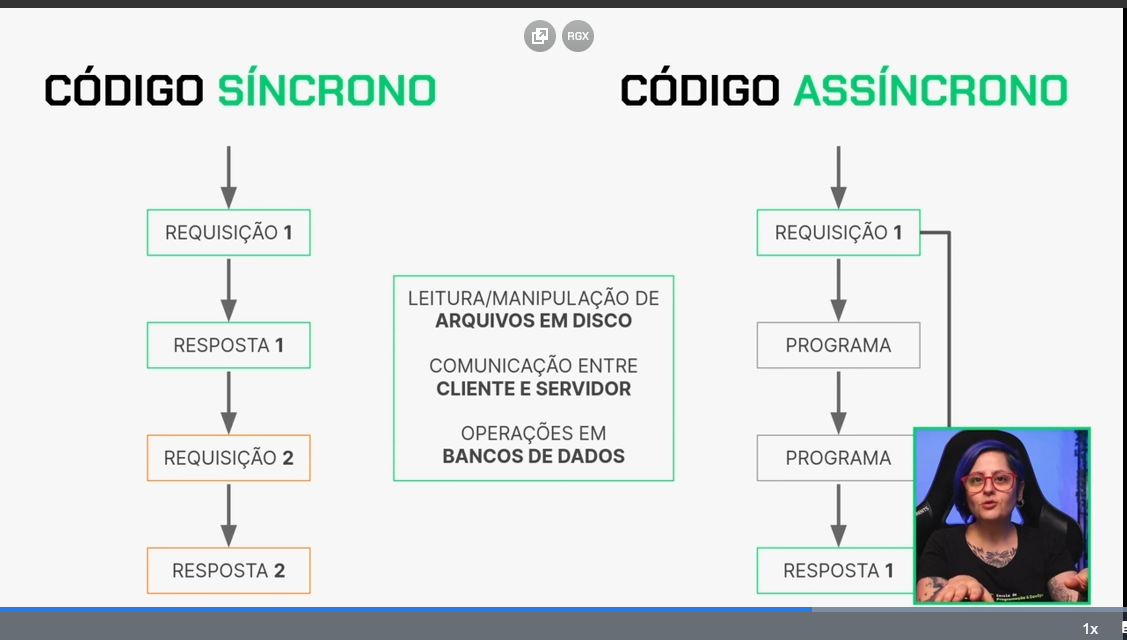 RGX
CÓDIGO SÍNCRONO
REQUISIÇÃO 1
RESPOSTA 1
REQUISIÇÃO 2
RESPOSTA 2
LEITURA/MANIPULAÇÃO DE
ARQUIVOS EM DISCO
COMUNICAÇÃO ENTRE
CLIENTE E SERVIDOR
OPERAÇÕES EM
BANCOS DE DADOS
CÓDIGO ASSÍNCRONO
REQUISIÇÃO 1
PROGRAMA
PROGRAMA
RESPOSTA 1
1x